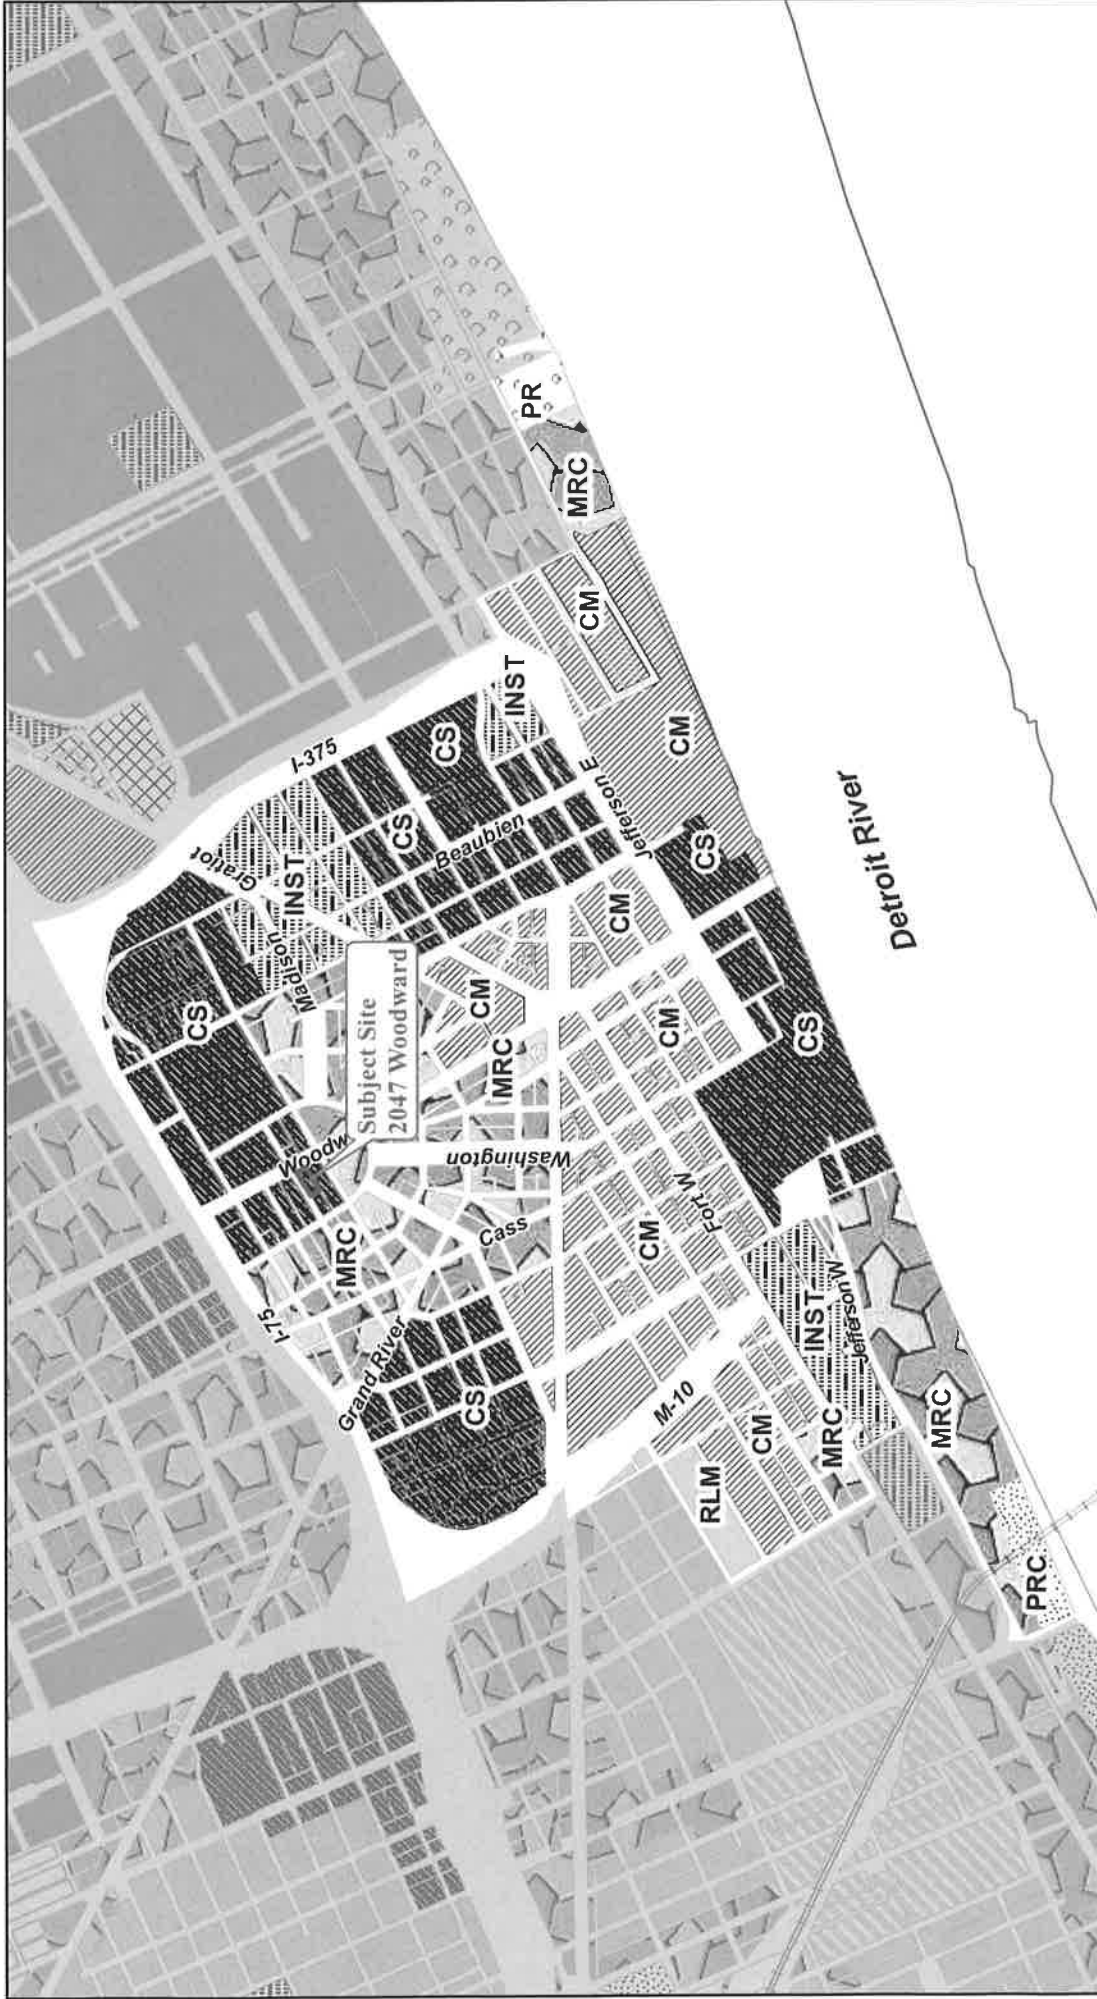 I-375
Gratiot
INST
Madison
CS
CS
CS
Beaubien
INST
Jefferson E
CM
CM
MRC
PR
CS
CM
CM
MRC
CM
CS
Subject Site
2047 Woodward
Woodw
Washington
Cass
MRC
I-75
Grand River
CS
CM
Fort W
M-10
CM
RLM
MRC
INST
Jefferson W
MRC
PRC
Detroit River